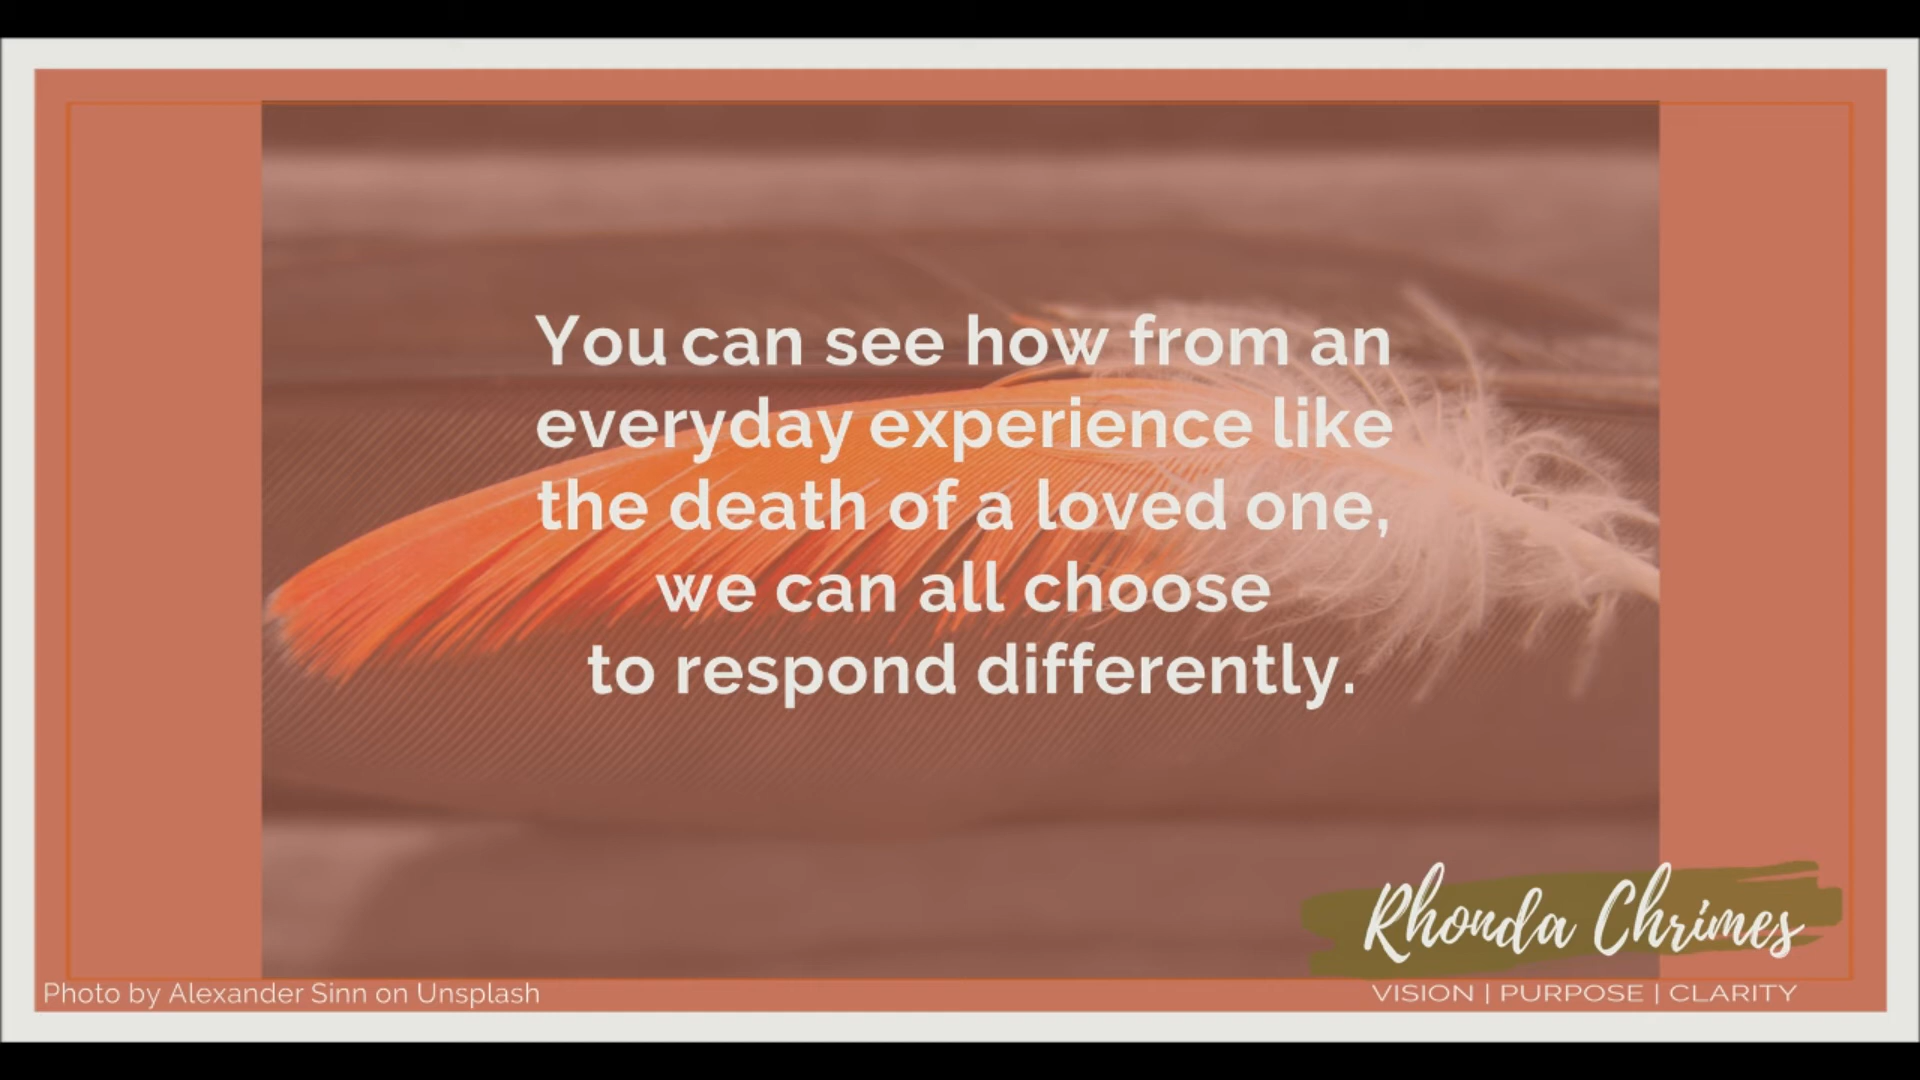 You can see how from an
everyday experience like
the death of a loved one,
we can all choose
to respond differently.
Rhonda Chrimes
Photo by Alexander Sinn on Unsplash
VISION | PURPOSE | CLARITY